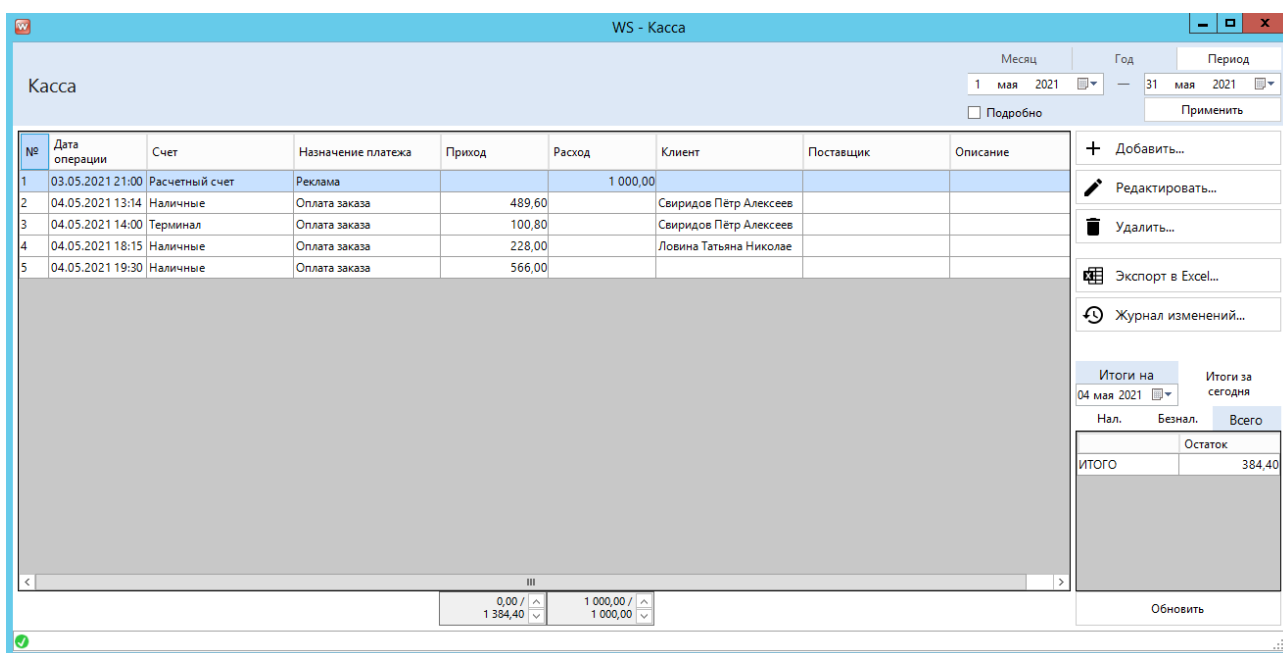 WS - Касса
Месяц Год Период
Касса
1 мая 2021 — 31 мая 2021
Подробно Применить
№ Дата операции Счет Назначение платежа Приход Расход Клиент Поставщик Описание
1 03.05.2021 21:00 Расчетный счет Реклама 1 000,00
2 04.05.2021 13:14 Наличные Оплата заказа 489,60 Свиридов Пётр Алексеев
3 04.05.2021 14:00 Терминал Оплата заказа 100,80 Свиридов Пётр Алексеев
4 04.05.2021 18:15 Наличные Оплата заказа 228,00 Ловина Татьяна Николае
5 04.05.2021 19:30 Наличные Оплата заказа 566,00
Добавить...
Редактировать...
Удалить...
Экспорт в Excel...
Журнал изменений...
Итоги на Итоги за сегодня
04 мая 2021
Нал. Безнал. Всего
Остаток
ИТОГО 384,40
0,00 / 1 000,00 /
1 384,40 1 000,00
Обновить